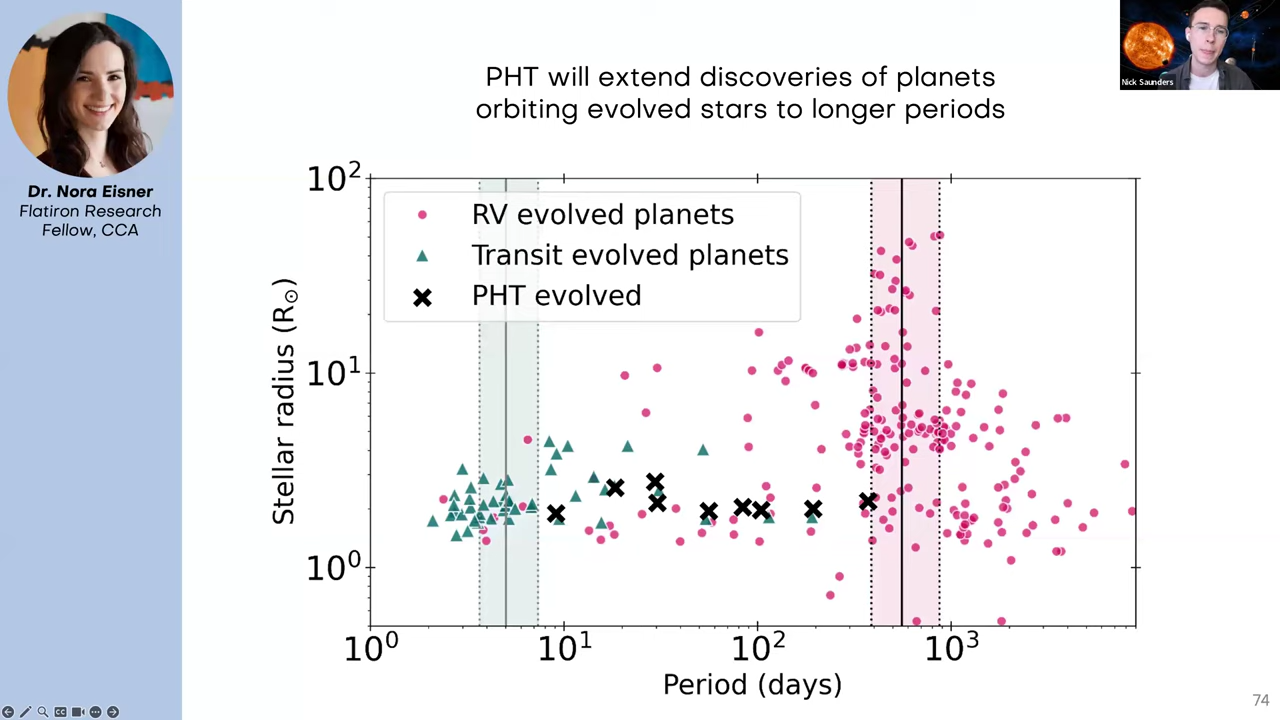 Dr. Nora Eisner
Flatiron Research
Fellow, CCA
PHT will extend discoveries of planets
orbiting evolved stars to longer periods
Nick Saunders
RV evolved planets
Transit evolved planets
PHT evolved
Stellar radius (R☉)
10²
10¹
10⁰
10⁰ 10¹ 10² 10³
Period (days)
CC
74